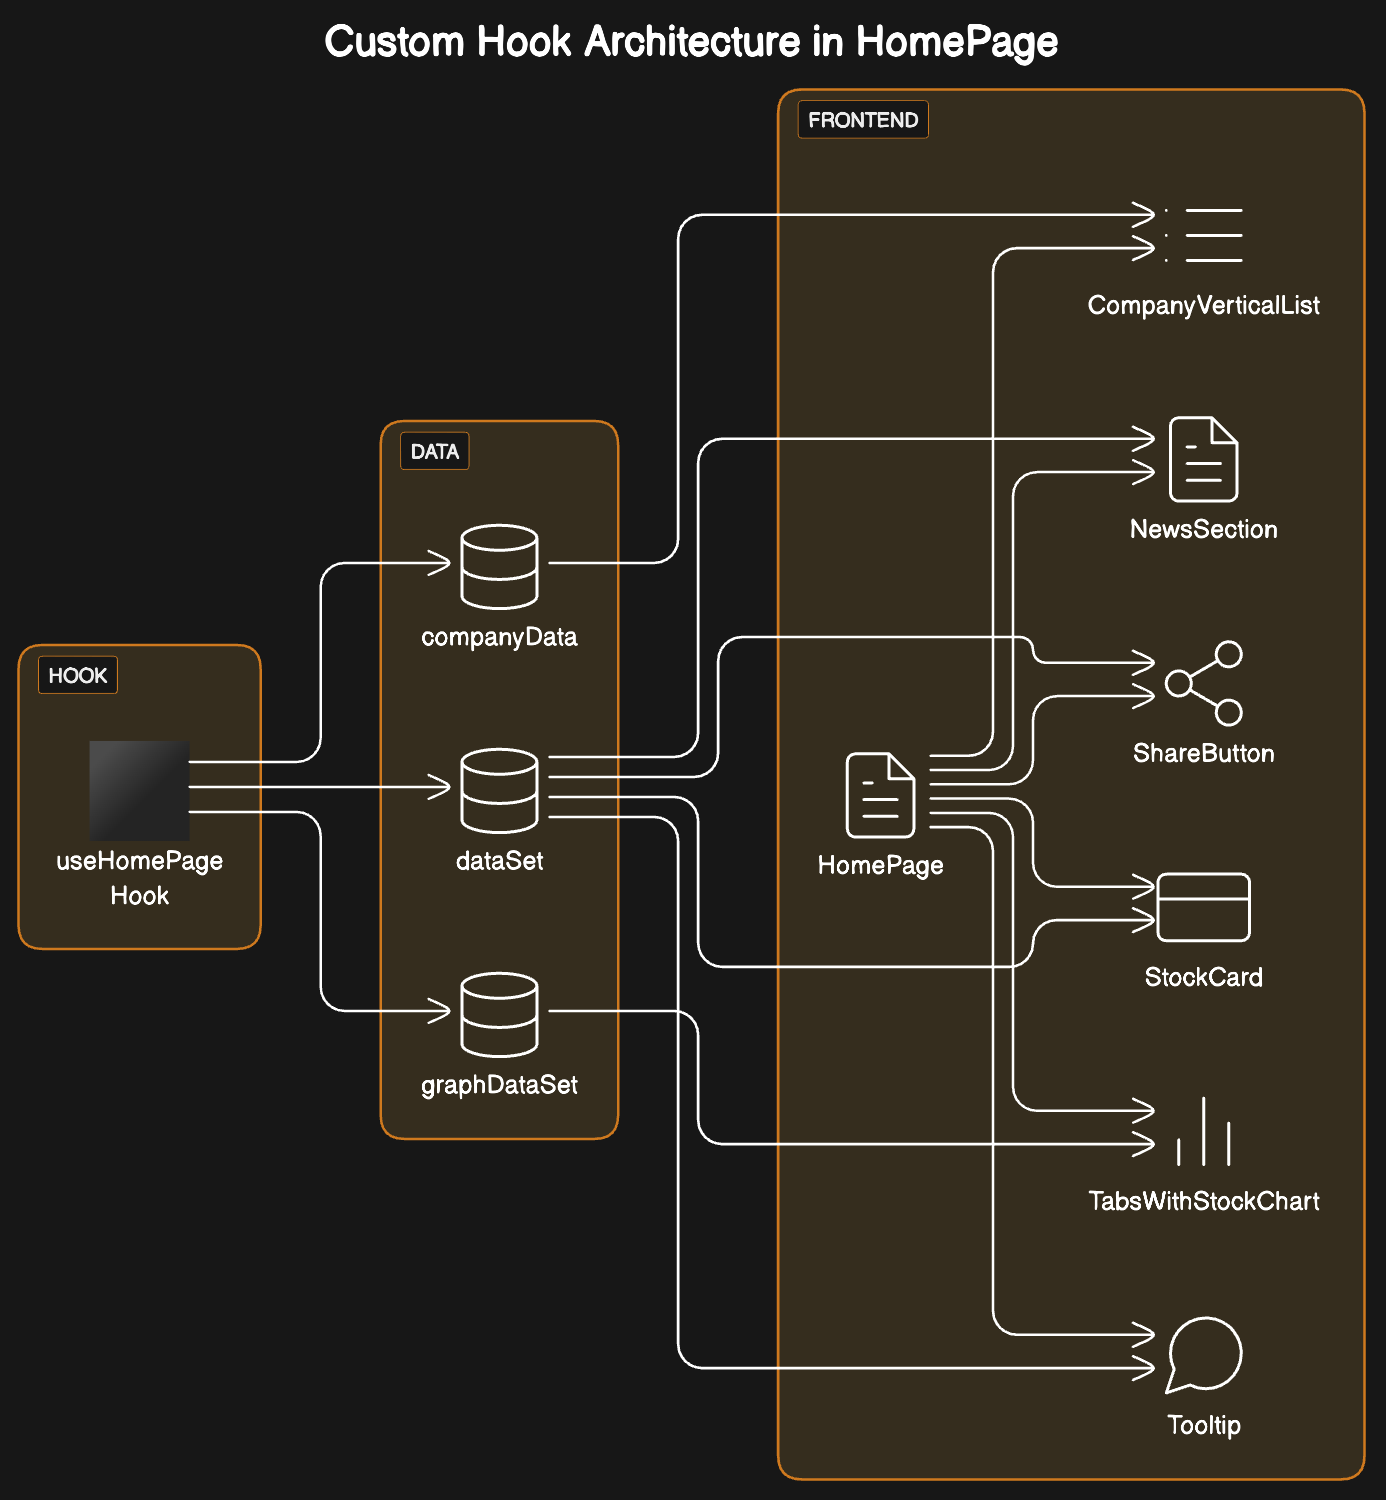 Custom Hook Architecture in HomePage
FRONTEND
CompanyVerticalList
DATA
NewsSection
companyData
HOOK
ShareButton
useHomePage
Hook
dataSet
HomePage
StockCard
graphDataSet
TabsWithStockChart
Tooltip